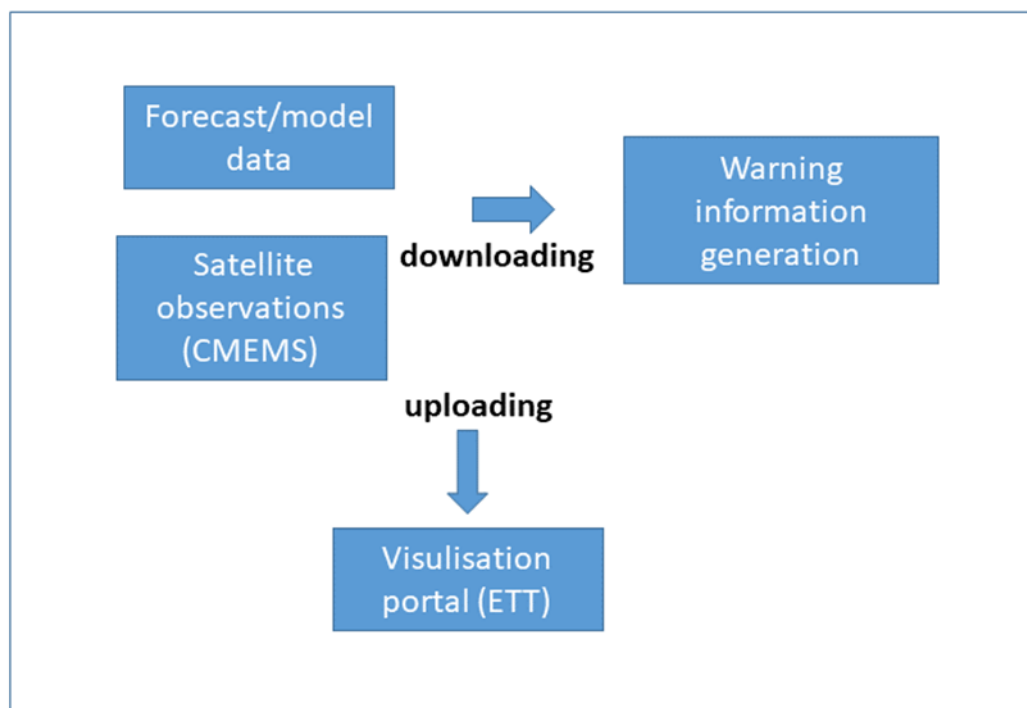 Forecast/model
data
Satellite
observations
(CMEMS)
downloading
Warning
information
generation
uploading
Visulisation
portal (ETT)